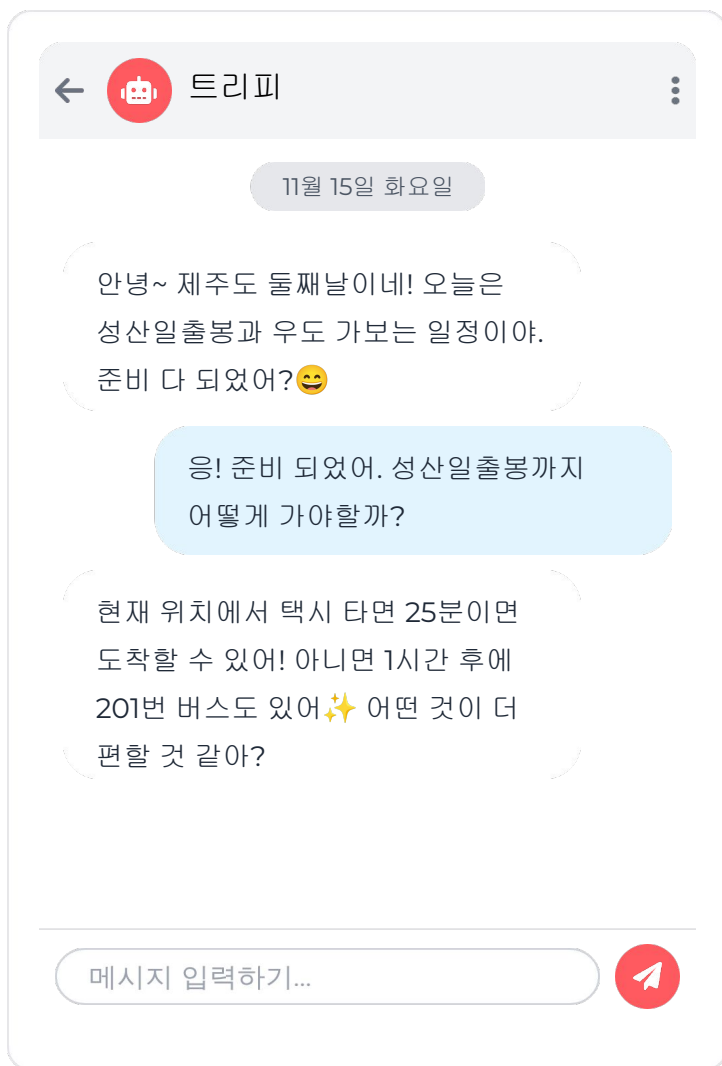 트리피
11월 15일 화요일
안녕~ 제주도 둘째날이네! 오늘은
성산일출봉과 우도 가보는 일정이야.
준비 다 되었어?😄
응! 준비 되었어. 성산일출봉까지
어떻게 가야할까?
현재 위치에서 택시 타면 25분이면
도착할 수 있어! 아니면 1시간 후에
201번 버스도 있어✨ 어떤 것이 더
편할 것 같아?
메시지 입력하기...